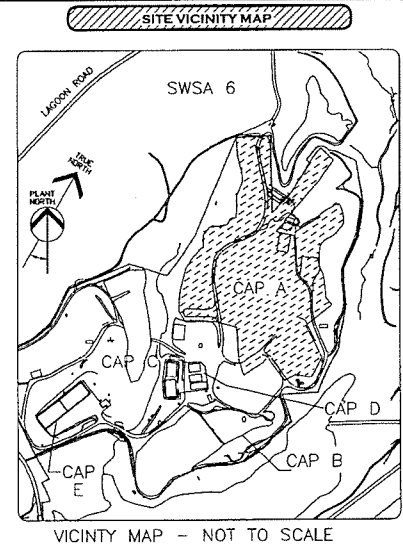 SITE VICINITY MAP
LAGOON ROAD
SWSA 6
TRUE
NORTH
PLANT
NORTH
CAP A
CAP C
CAP D
CAP B
CAP
E
VICINTY MAP - NOT TO SCALE